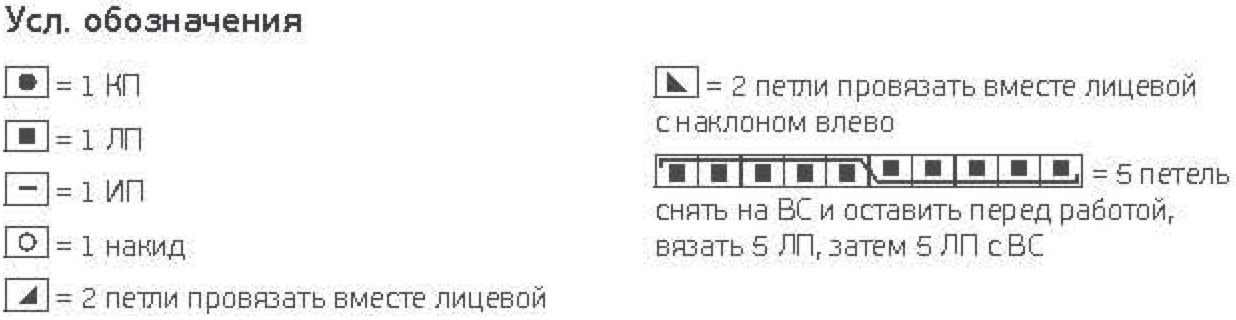 Усл. обозначения
= 1 КП
= 1 ЛП
= 1 ИП
= 1 накид
= 2 петли провязать вместе лицевой
= 2 петли провязать вместе лицевой
с наклоном влево
= 5 петель
снять на ВС и оставить перед работой,
вязать 5 ЛП, затем 5 ЛП с ВС